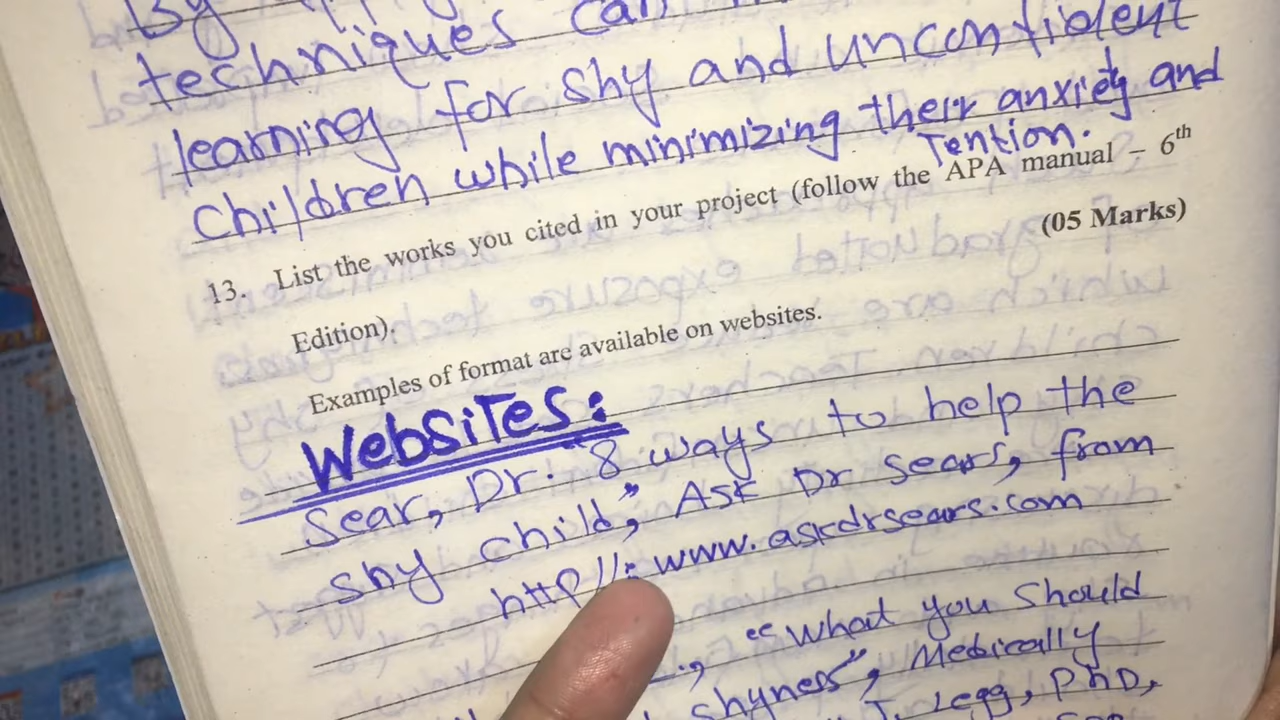 By
techniques can
learning for shy and unconfident
children while minimizing their anxiety and
Tention.
13. List the works you cited in your project (follow the APA manual – 6th
Edition).
(05 Marks)
Examples of format are available on websites.
Websites:
Sear, Dr. "8 ways to help the
shy child", Ask Dr sears, from
http//: www.askdrsears.com
"what you should
shyness", Medically
T. Legg, PhD,